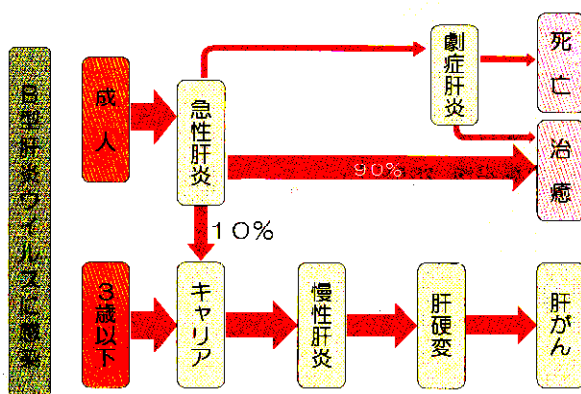 B型肝炎ウイルスに感染
成人
急性肝炎
劇症肝炎
死亡
治癒
90%
10%
3歳以下
キャリア
慢性肝炎
肝硬変
肝がん